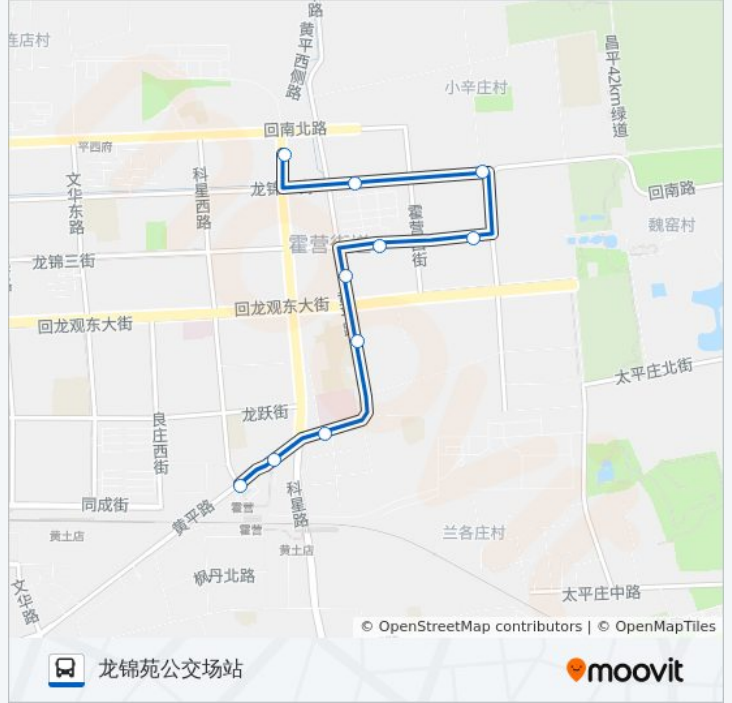 路
连店村
黄平西侧路
昌平42km绿道
小辛庄村
回南北路
平西府
文华东路
科星西路
龙锦
霍营
街
回南路
魏窑村
霍营街
龙锦三街
回龙观东大街
回龙观东大街
太平庄北街
龙跃街
良庄西街
同成街
黄平路
霍营
霍营
科星路
黄土店
黄土店
兰各庄村
枫丹北路
文华路
太平庄中路
© OpenStreetMap contributors | © OpenMapTiles
龙锦苑公交场站
moovit